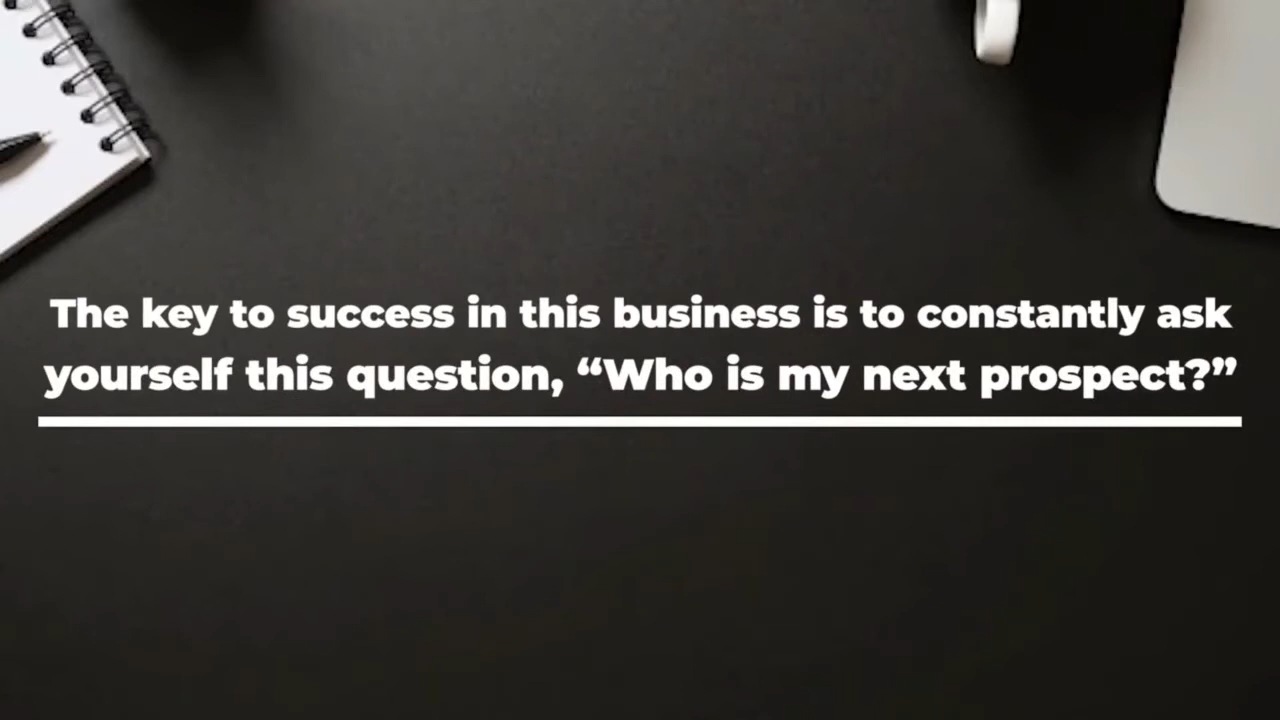 The key to success in this business is to constantly ask
yourself this question, “Who is my next prospect?”